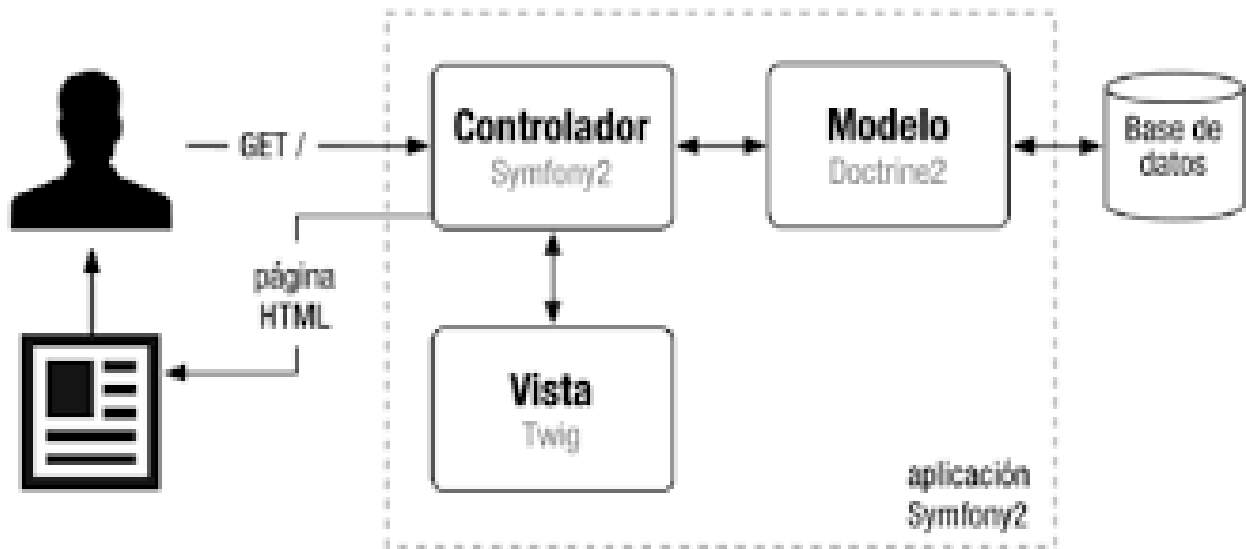 GET /
Controlador
Symfony2
Modelo
Doctrine2
Base de
datos
página
HTML
Vista
Twig
aplicación
Symfony2